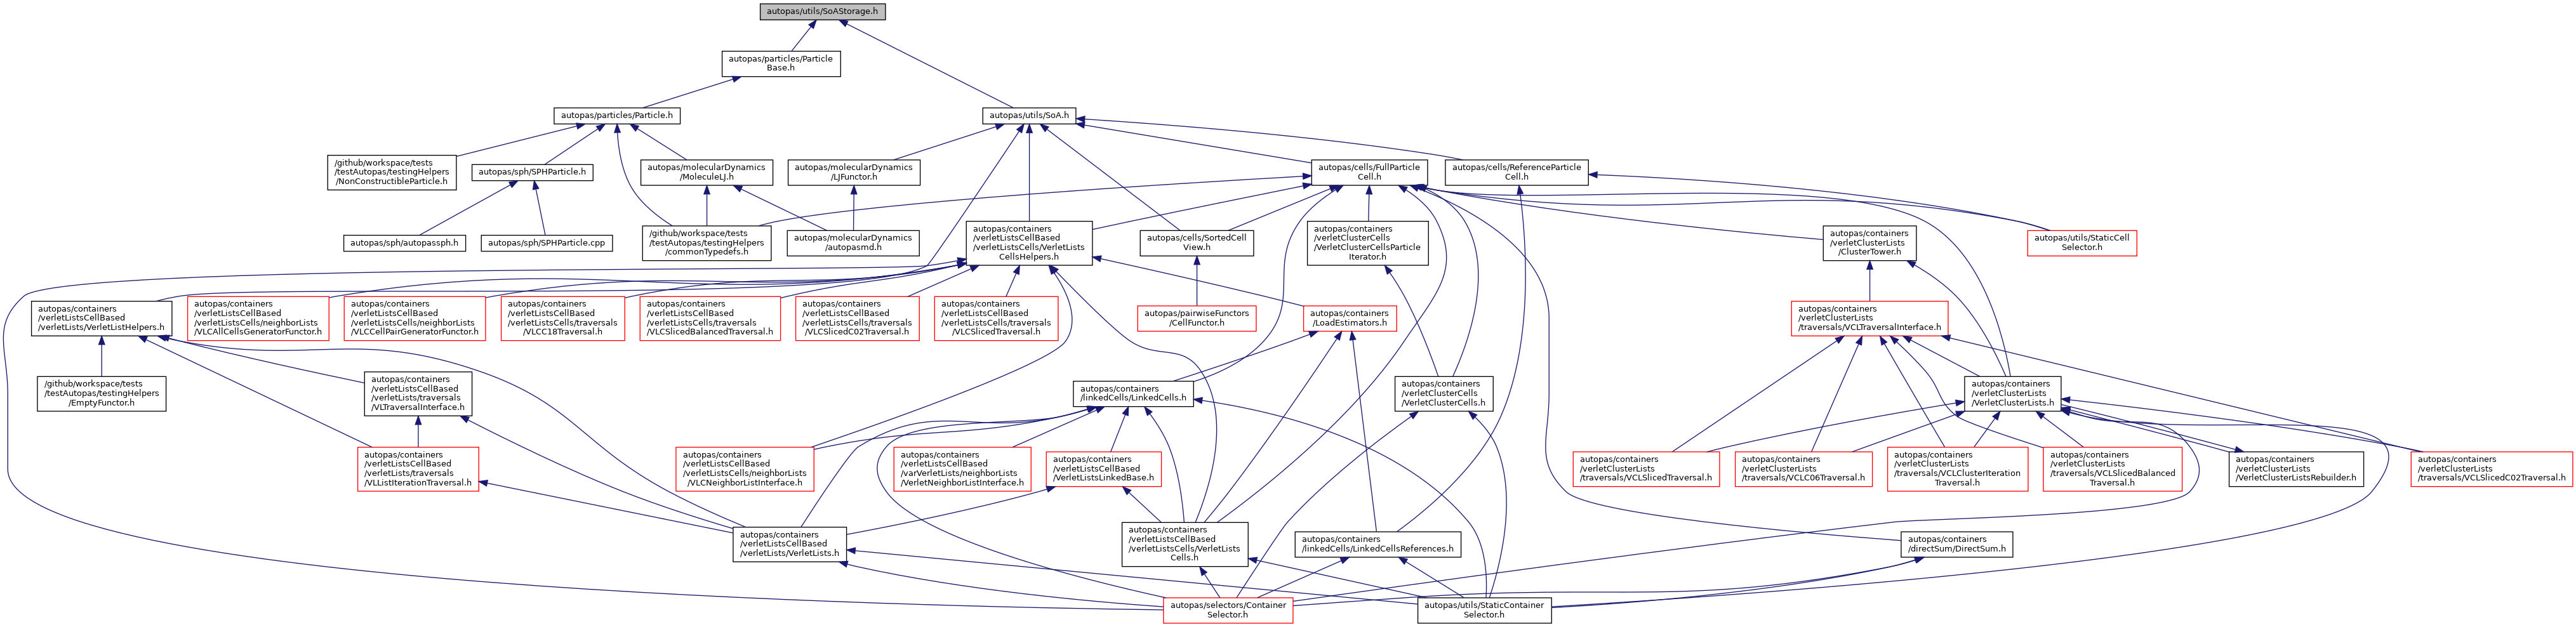 autopas/utils/SoAStorage.h
autopas/particles/Particle
Base.h
autopas/particles/Particle.h
autopas/utils/SoA.h
/github/workspace/tests
/testAutopas/testingHelpers
/NonConstructibleParticle.h
autopas/sph/SPHParticle.h
autopas/molecularDynamics
/MoleculeLJ.h
autopas/molecularDynamics
/LJFunctor.h
autopas/cells/FullParticle
Cell.h
autopas/cells/ReferenceParticle
Cell.h
autopas/sph/autopassph.h
autopas/sph/SPHParticle.cpp
/github/workspace/tests
/testAutopas/testingHelpers
/commonTypedefs.h
autopas/molecularDynamics
/autopasmd.h
autopas/containers
/verletListsCellBased
/verletListsCells/VerletLists
CellsHelpers.h
autopas/cells/SortedCell
View.h
autopas/containers
/verletClusterCells
/VerletClusterCellsParticle
Iterator.h
autopas/containers
/verletClusterLists
/ClusterTower.h
autopas/utils/StaticCell
Selector.h
autopas/containers
/verletListsCellBased
/verletLists/VerletListHelpers.h
autopas/containers
/verletListsCellBased
/verletListsCells/neighborLists
/VLCAllCellsGeneratorFunctor.h
autopas/containers
/verletListsCellBased
/verletListsCells/neighborLists
/VLCCellPairGeneratorFunctor.h
autopas/containers
/verletListsCellBased
/verletListsCells/traversals
/VLCC18Traversal.h
autopas/containers
/verletListsCellBased
/verletListsCells/traversals
/VLCSlicedBalancedTraversal.h
autopas/containers
/verletListsCellBased
/verletListsCells/traversals
/VLCSlicedC02Traversal.h
autopas/containers
/verletListsCellBased
/verletListsCells/traversals
/VLCSlicedTraversal.h
autopas/pairwiseFunctors
/CellFunctor.h
autopas/containers
/LoadEstimators.h
autopas/containers
/verletClusterLists
/traversals/VCLTraversalInterface.h
/github/workspace/tests
/testAutopas/testingHelpers
/EmptyFunctor.h
autopas/containers
/verletListsCellBased
/verletLists/traversals
/VLTraversalInterface.h
autopas/containers
/linkedCells/LinkedCells.h
autopas/containers
/verletClusterCells
/VerletClusterCells.h
autopas/containers
/verletClusterLists
/VerletClusterLists.h
autopas/containers
/verletListsCellBased
/verletLists/traversals
/VLListIterationTraversal.h
autopas/containers
/verletListsCellBased
/verletListsCells/neighborLists
/VLCNeighborListInterface.h
autopas/containers
/verletListsCellBased
/varVerletLists/neighborLists
/VerletNeighborListInterface.h
autopas/containers
/verletListsCellBased
/VerletListsLinkedBase.h
autopas/containers
/verletClusterLists
/traversals/VCLSlicedTraversal.h
autopas/containers
/verletClusterLists
/traversals/VCLC06Traversal.h
autopas/containers
/verletClusterLists
/traversals/VCLClusterIteration
Traversal.h
autopas/containers
/verletClusterLists
/traversals/VCLSlicedBalanced
Traversal.h
autopas/containers
/verletClusterLists
/VerletClusterListsRebuilder.h
autopas/containers
/verletClusterLists
/traversals/VCLSlicedC02Traversal.h
autopas/containers
/verletListsCellBased
/verletLists/VerletLists.h
autopas/containers
/verletListsCellBased
/verletListsCells/VerletLists
Cells.h
autopas/containers
/linkedCells/LinkedCellsReferences.h
autopas/containers
/directSum/DirectSum.h
autopas/selectors/Container
Selector.h
autopas/utils/StaticContainer
Selector.h